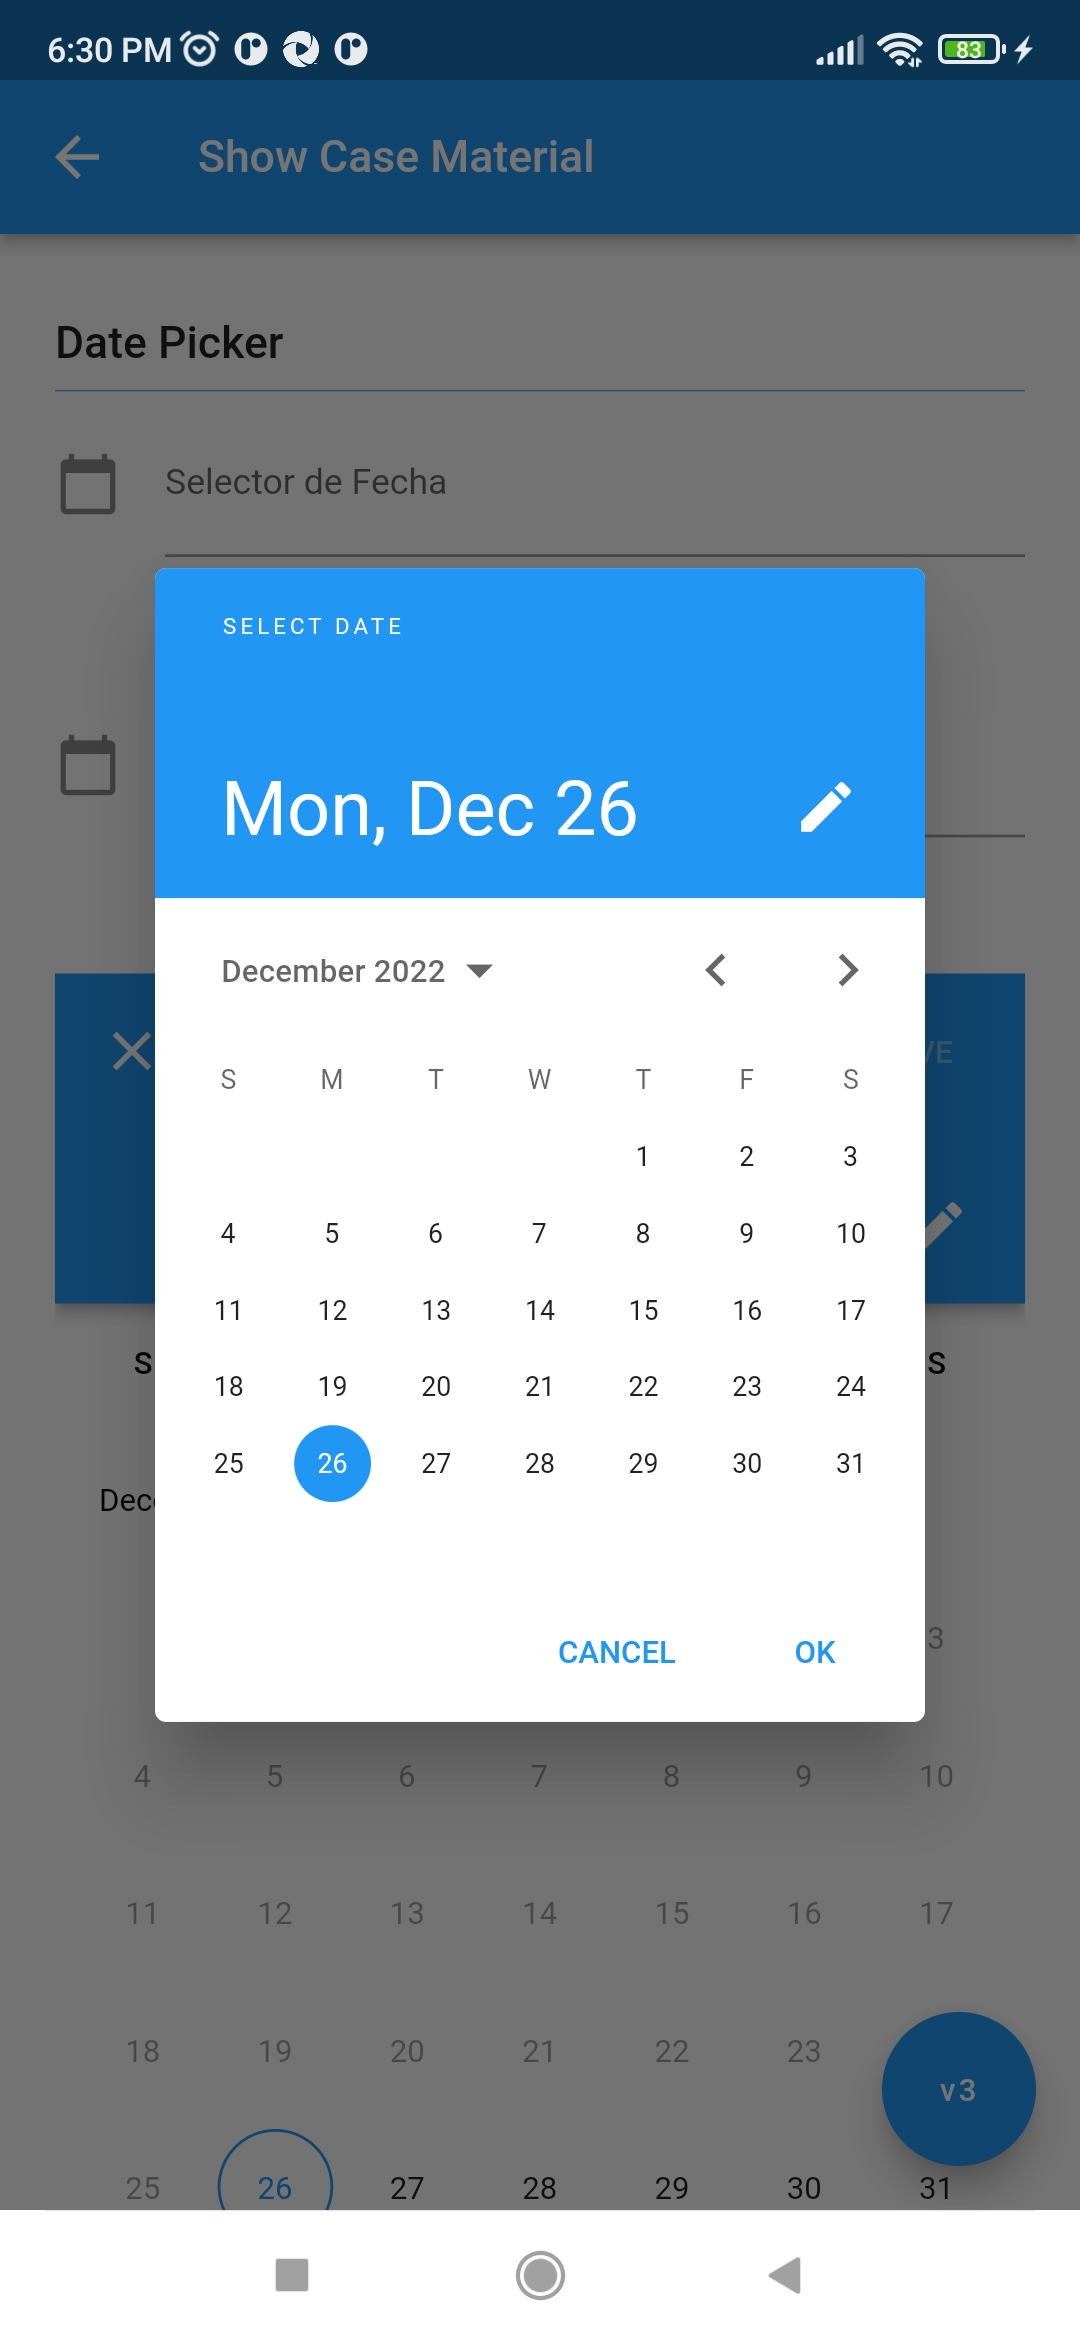 6:30 PM 83
Show Case Material
Date Picker
Selector de Fecha
SELECT DATE
Mon, Dec 26
December 2022
S M T W T F S
1 2 3
4 5 6 7 8 9 10
11 12 13 14 15 16 17
18 19 20 21 22 23 24
25 26 27 28 29 30 31
CANCEL OK
VE
S S
Dec
3
4 5 6 7 8 9 10
11 12 13 14 15 16 17
18 19 20 21 22 23
v3
25 26 27 28 29 30 31